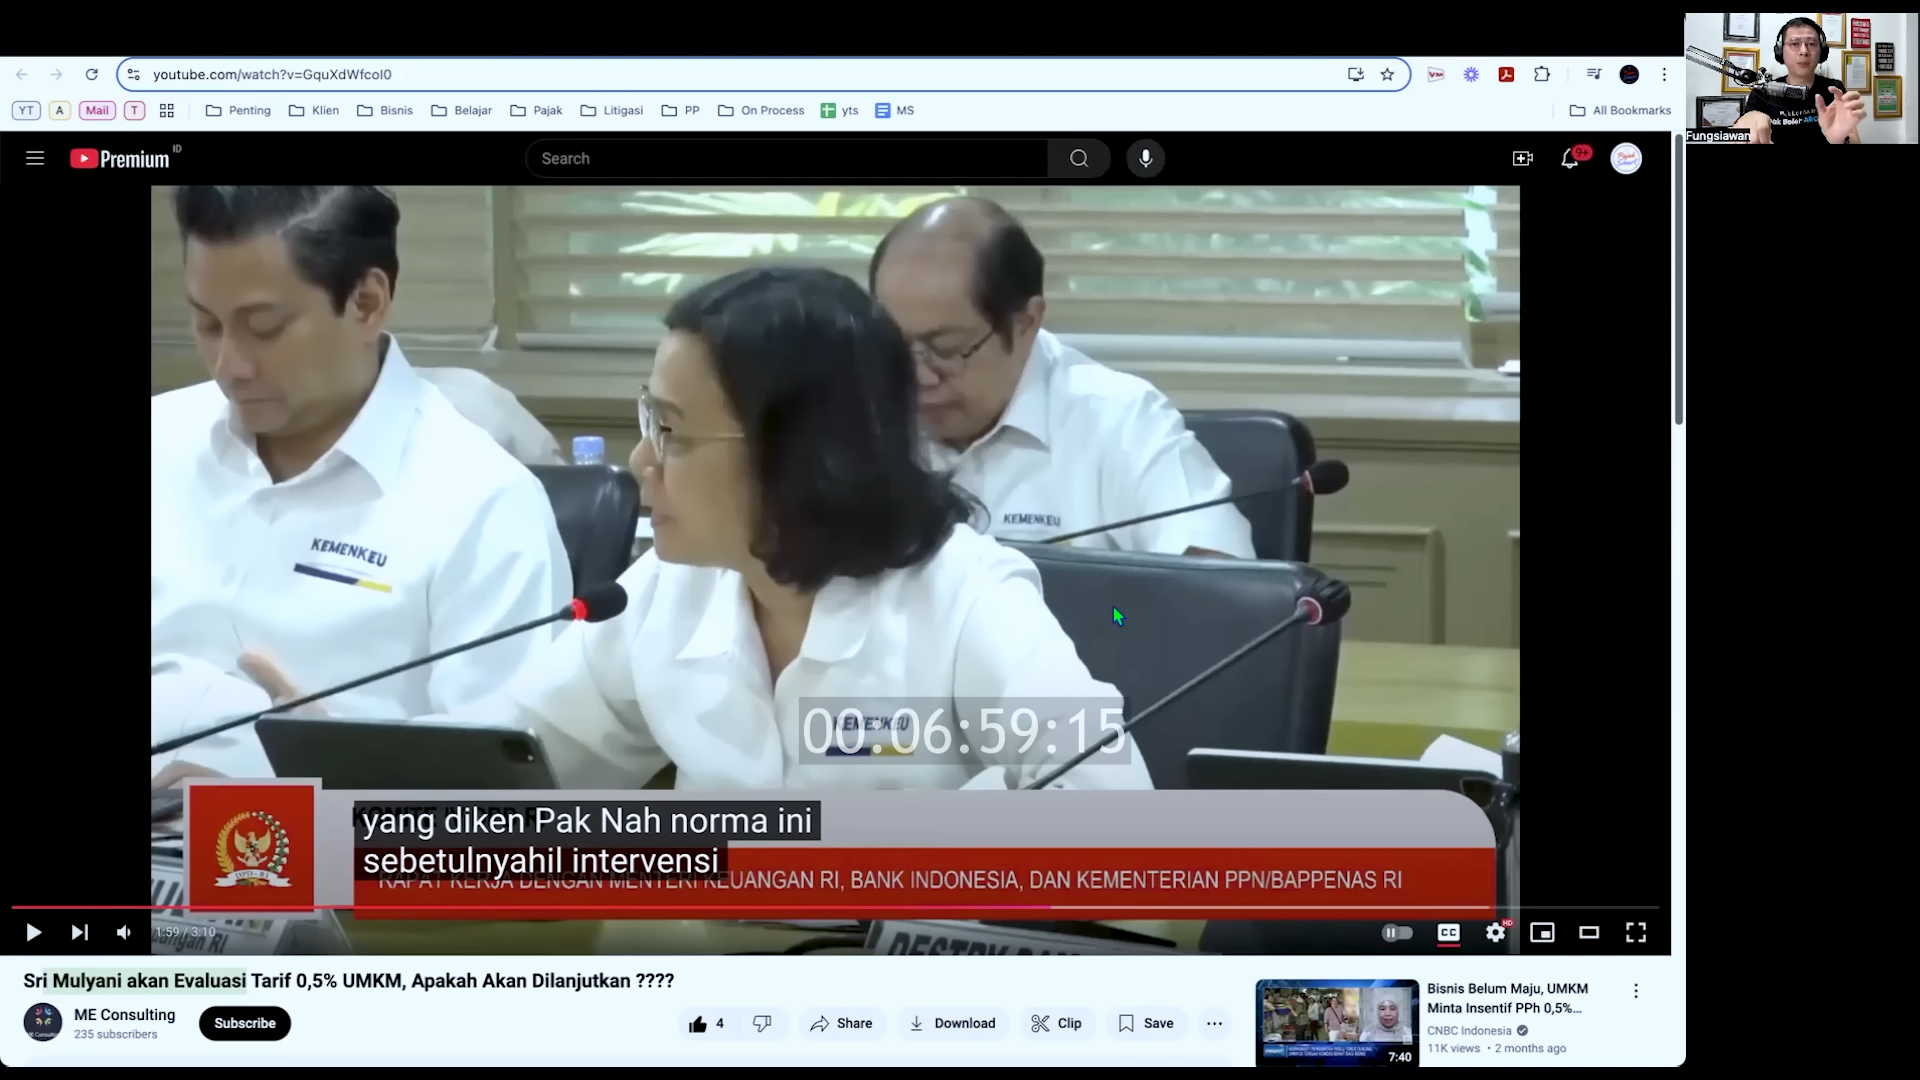 youtube.com/watch?v=GquXdWfcoI0
YT
A
Mail
T
Penting
Klien
Bisnis
Belajar
Pajak
Litigasi
PP
On Process
yts
MS
All Bookmarks
Fungsiawan
Premium ID
Search
9+
KEMENKEU
KEMENKEU
KEMENKEU
00:06:59:15
yang diken Pak Nah norma ini
sebetulnyahil intervensi
DPD-RI
RAPAT KERJA DENGAN MENTERI KEUANGAN RI, BANK INDONESIA, DAN KEMENTERIAN PPN/BAPPENAS RI
1:59 / 3:10
CC
HD
Sri Mulyani akan Evaluasi Tarif 0,5% UMKM, Apakah Akan Dilanjutkan ????
ME Consulting
235 subscribers
Subscribe
4
Share
Download
Clip
Save
Bisnis Belum Maju, UMKM
Minta Insentif PPh 0,5%...
CNBC Indonesia
11K views • 2 months ago
7:40